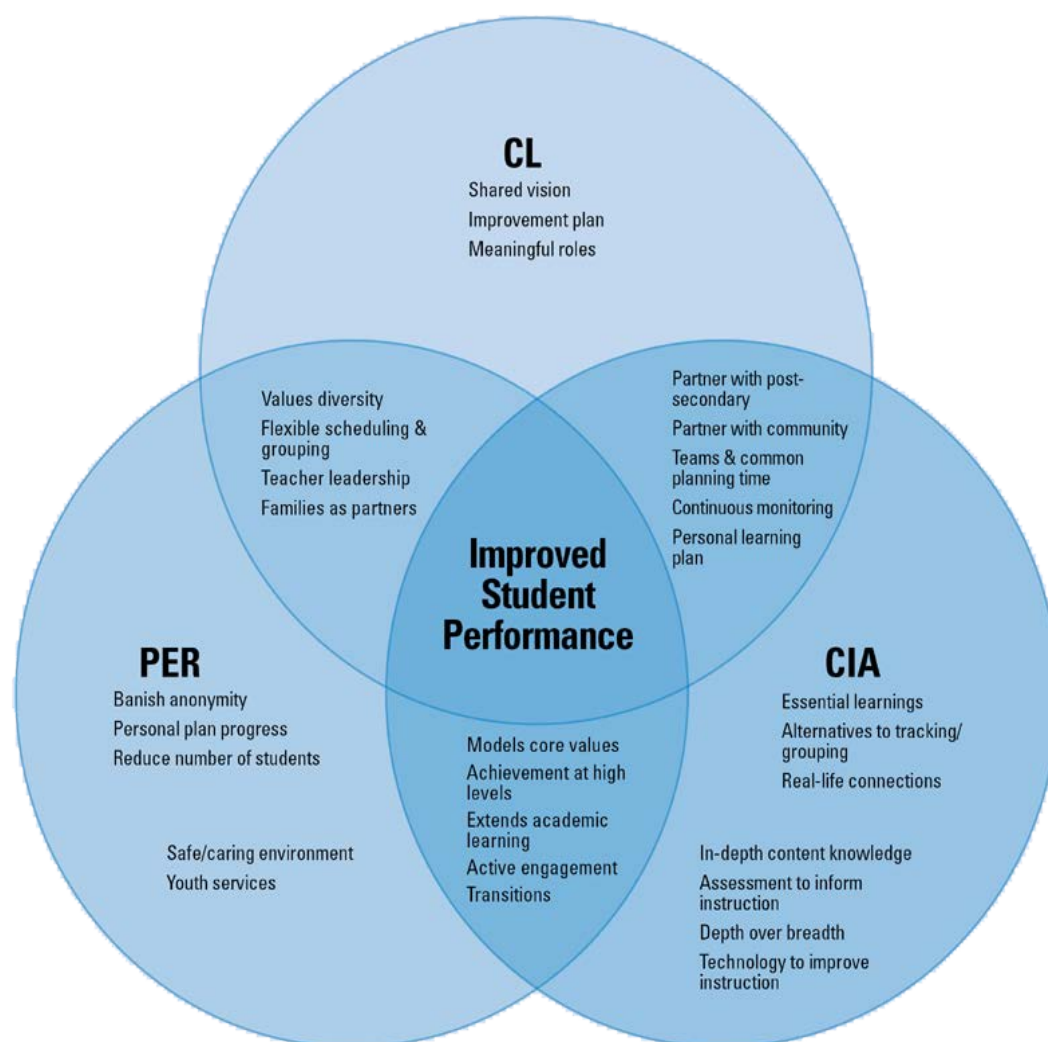 CL
Shared vision
Improvement plan
Meaningful roles
Values diversity
Flexible scheduling &
grouping
Teacher leadership
Families as partners
Partner with post-
secondary
Partner with community
Teams & common
planning time
Continuous monitoring
Personal learning
plan
Improved
Student
Performance
PER
Banish anonymity
Personal plan progress
Reduce number of students
Safe/caring environment
Youth services
Models core values
Achievement at high
levels
Extends academic
learning
Active engagement
Transitions
CIA
Essential learnings
Alternatives to tracking/
grouping
Real-life connections
In-depth content knowledge
Assessment to inform
instruction
Depth over breadth
Technology to improve
instruction